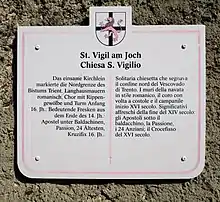 St. Vigil am Joch
Chiesa S. Vigilio
Das einsame Kirchlein
markierte die Nordgrenze des
Bistums Trient. Langhausmauern
romanisch, Chor mit Rippen-
gewölbe und Turm Anfang
16. Jh.. Bedeutende Fresken aus
dem Ende des 14. Jh.
Apostel unter Baldachinen,
Passion, 24 Ältesten,
Kruzifix 16. Jh.
Solitaria chiesetta che segnava
il confine nord del Vescovado
di Trento. I muri della navata
in stile romanico, il coro con
volta a costole e il campanile
inizio XVI secolo. Significativi
affreschi della fine del XIV secolo:
gli Apostoli sotto il
baldacchino, la Passione,
i 24 Anziani; il Crocefisso
del XVI secolo.